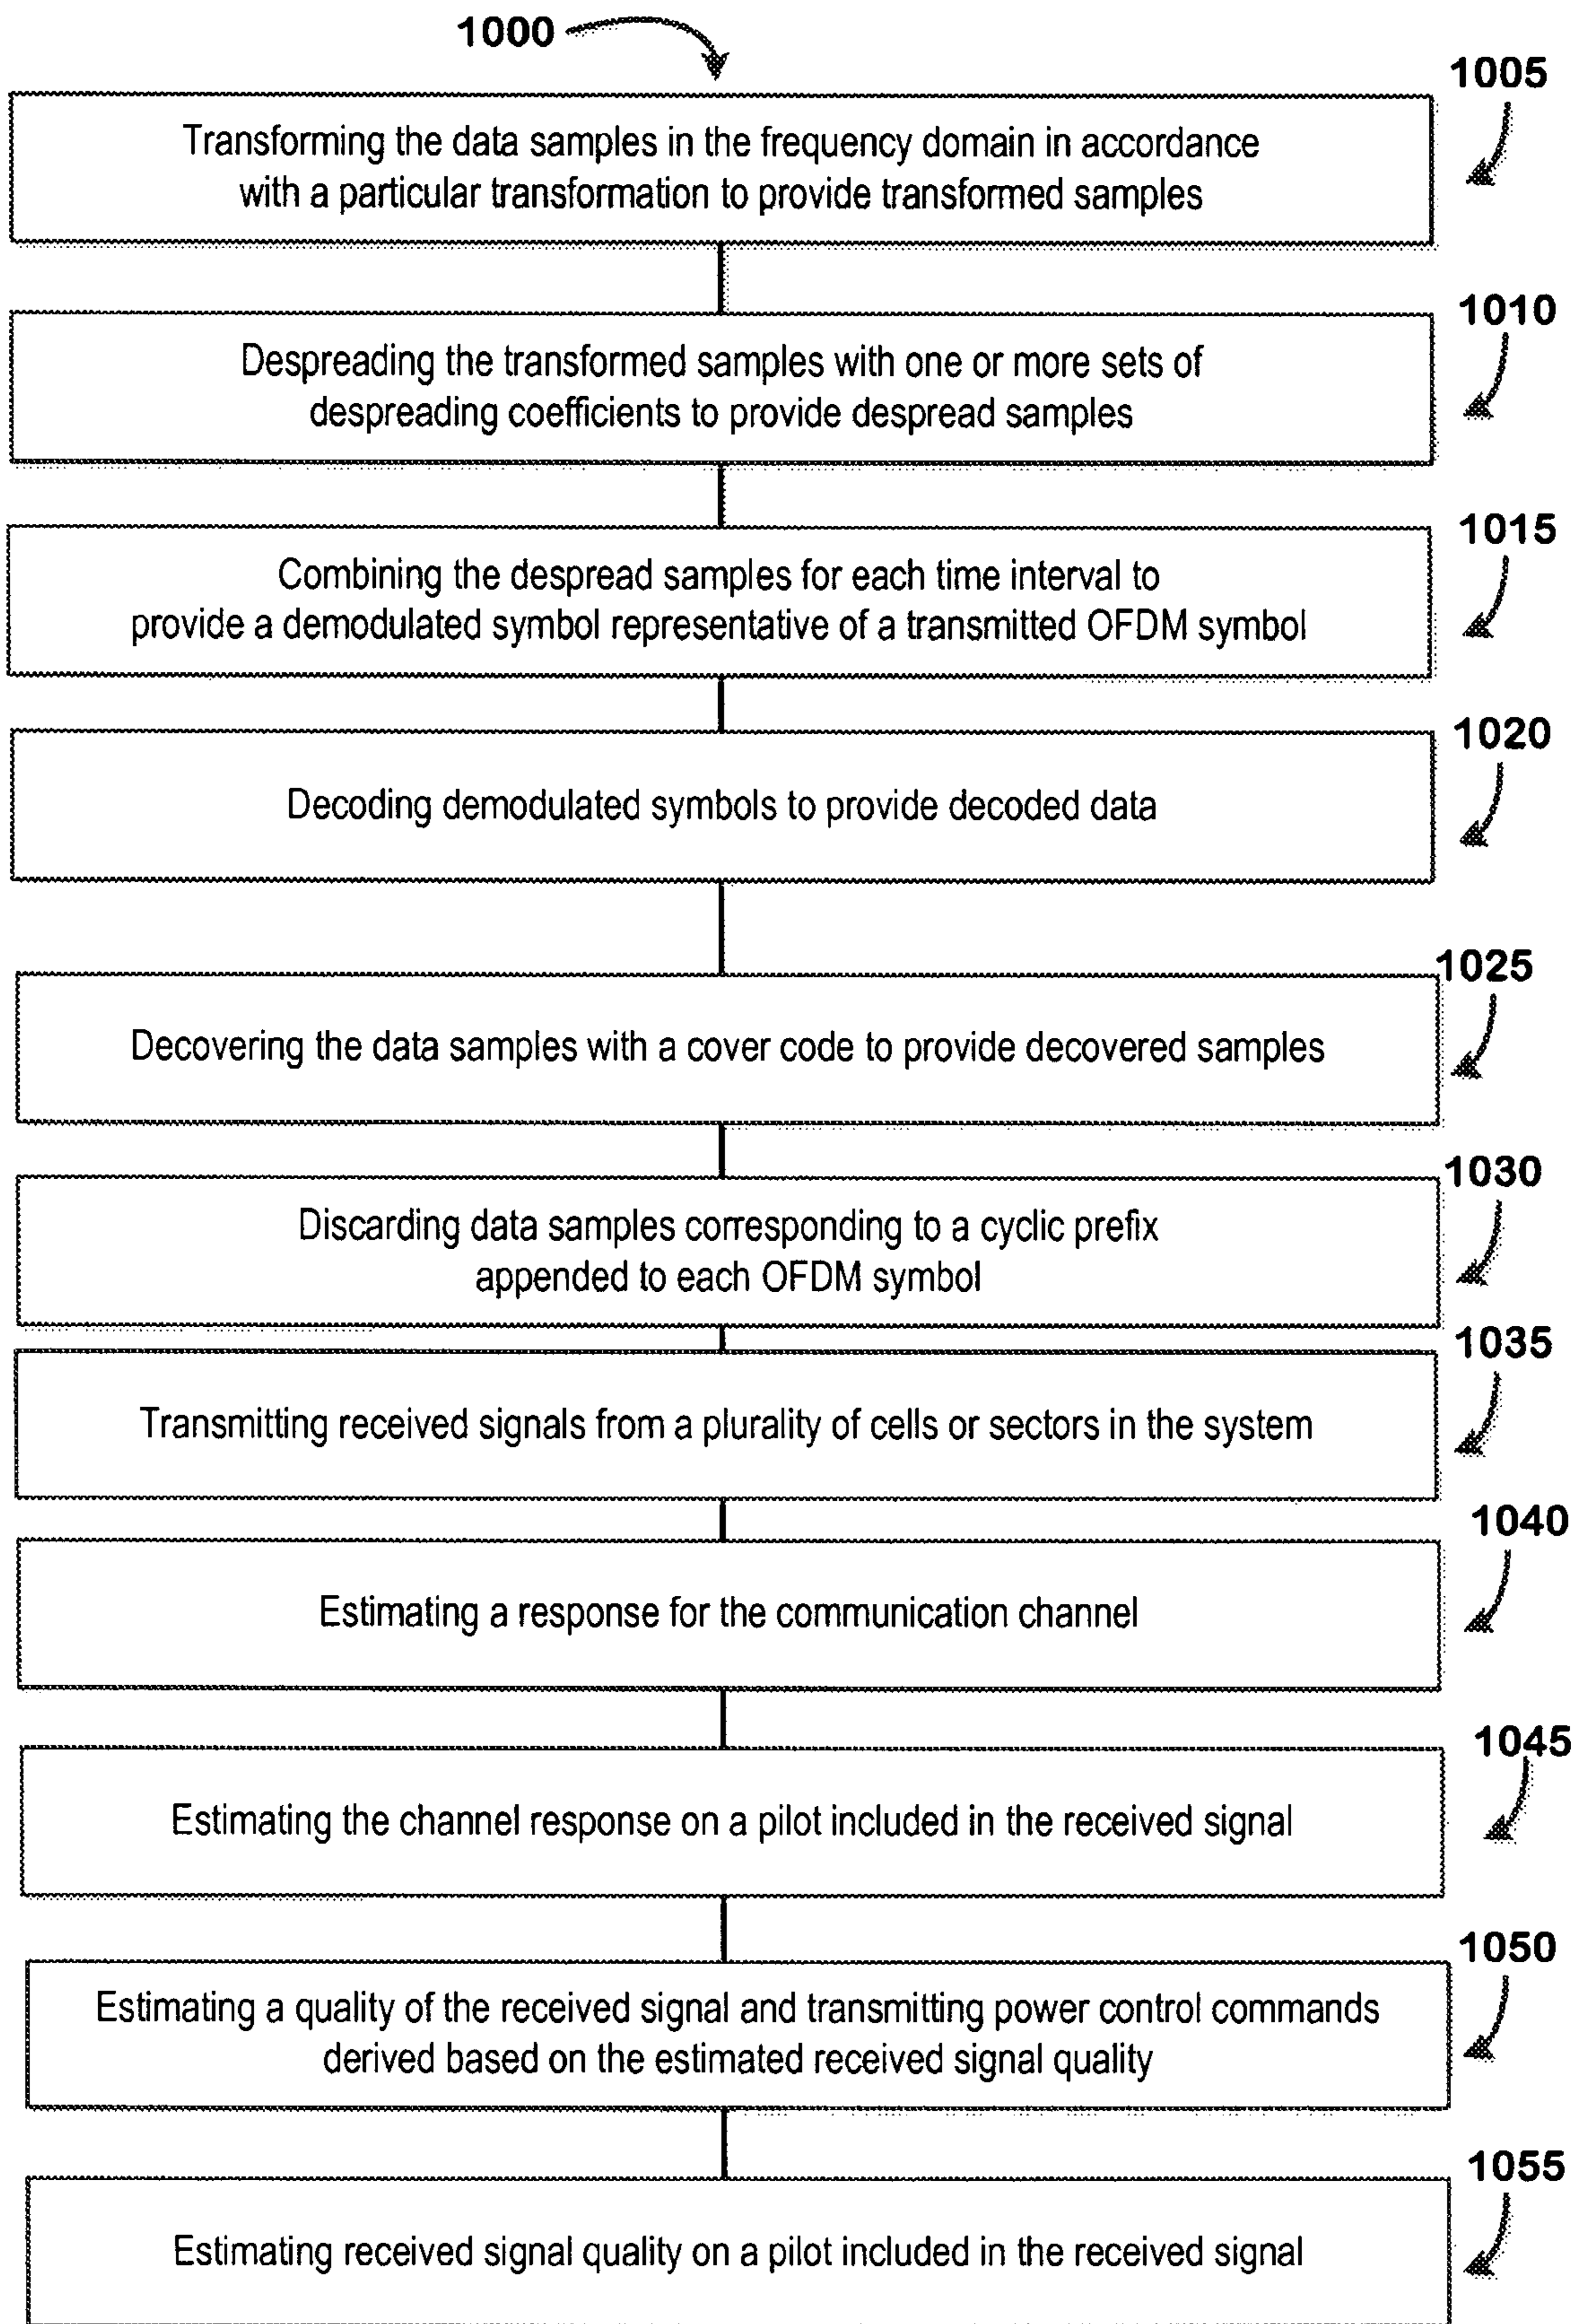 1000
1005
Transforming the data samples in the frequency domain in accordance
with a particular transformation to provide transformed samples
1010
Despreading the transformed samples with one or more sets of
despreading coefficients to provide despread samples
1015
Combining the despread samples for each time interval to
provide a demodulated symbol representative of a transmitted OFDM symbol
1020
Decoding demodulated symbols to provide decoded data
1025
Decovering the data samples with a cover code to provide decovered samples
1030
Discarding data samples corresponding to a cyclic prefix
appended to each OFDM symbol
1035
Transmitting received signals from a plurality of cells or sectors in the system
1040
Estimating a response for the communication channel
1045
Estimating the channel response on a pilot included in the received signal
1050
Estimating a quality of the received signal and transmitting power control commands
derived based on the estimated received signal quality
1055
Estimating received signal quality on a pilot included in the received signal